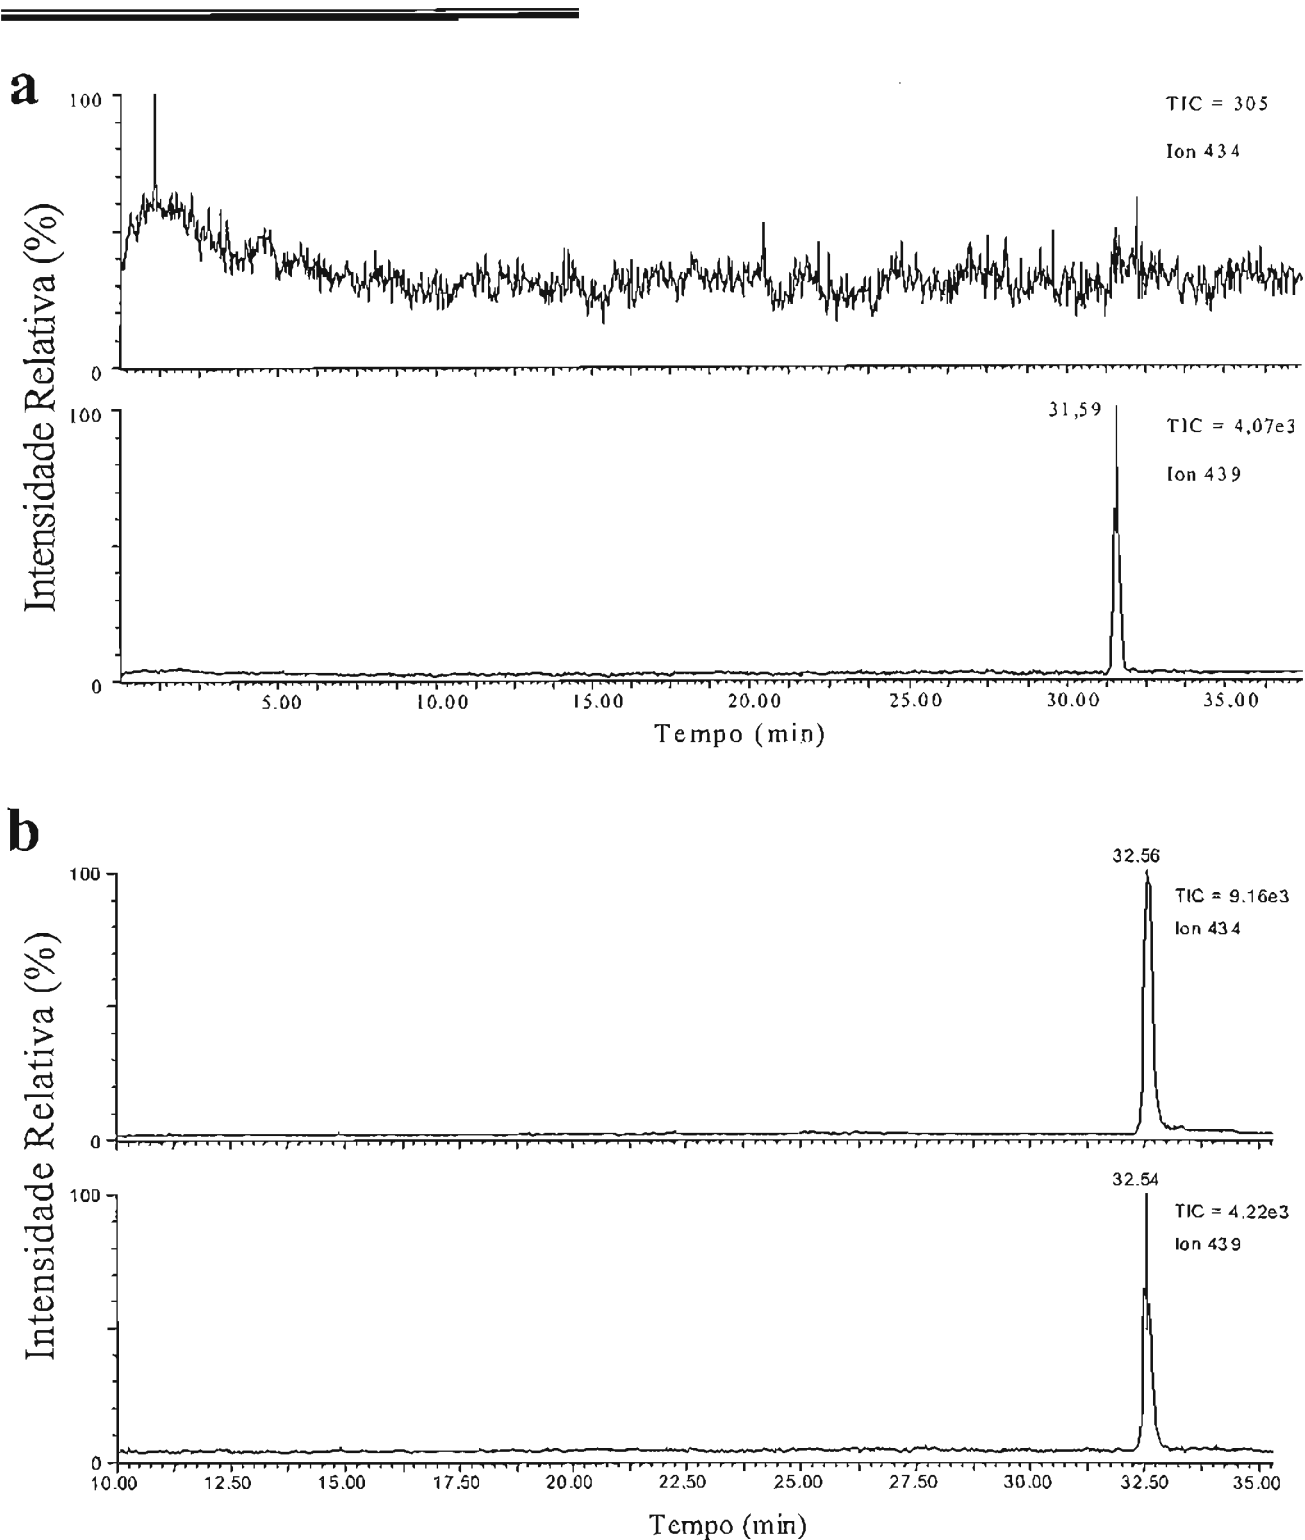 a
100
TIC = 305
Ion 434
0
100
31,59
TIC = 4,07e3
Ion 439
0
5.00 10.00 15.00 20.00 25.00 30.00 35.00
Tempo (min)
Intensidade Relativa (%)
b
32.56
100
TIC = 9.16e3
Ion 434
0
32.54
100
TIC = 4.22e3
Ion 439
0
10.00 12.50 15.00 17.50 20.00 22.50 25.00 27.50 30.00 32.50 35.00
Tempo (min)
Intensidade Relativa (%)